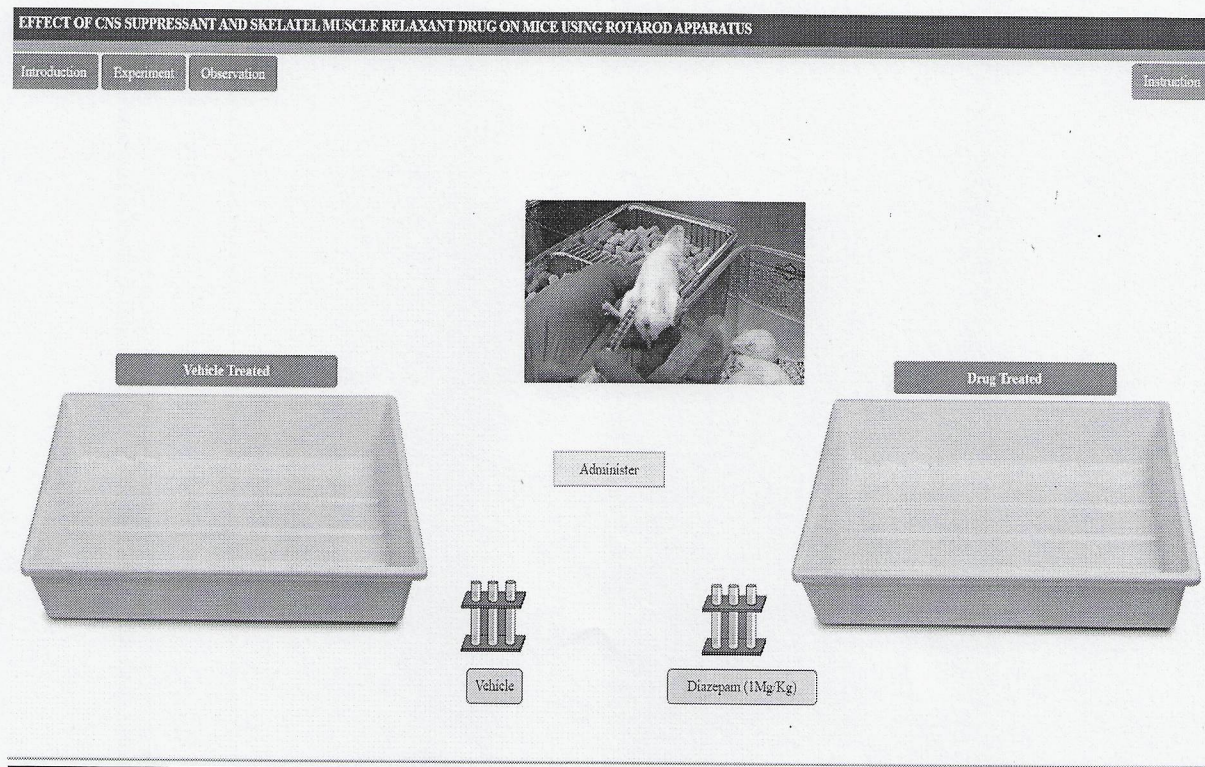 EFFECT OF CNS SUPPRESSANT AND SKELATEL MUSCLE RELAXANT DRUG ON MICE USING ROTAROD APPARATUS
Introduction
Experiment
Observation
Instruction
Vehicle Treated
Drug Treated
Administer
Vehicle
Diazepam (1Mg/Kg)